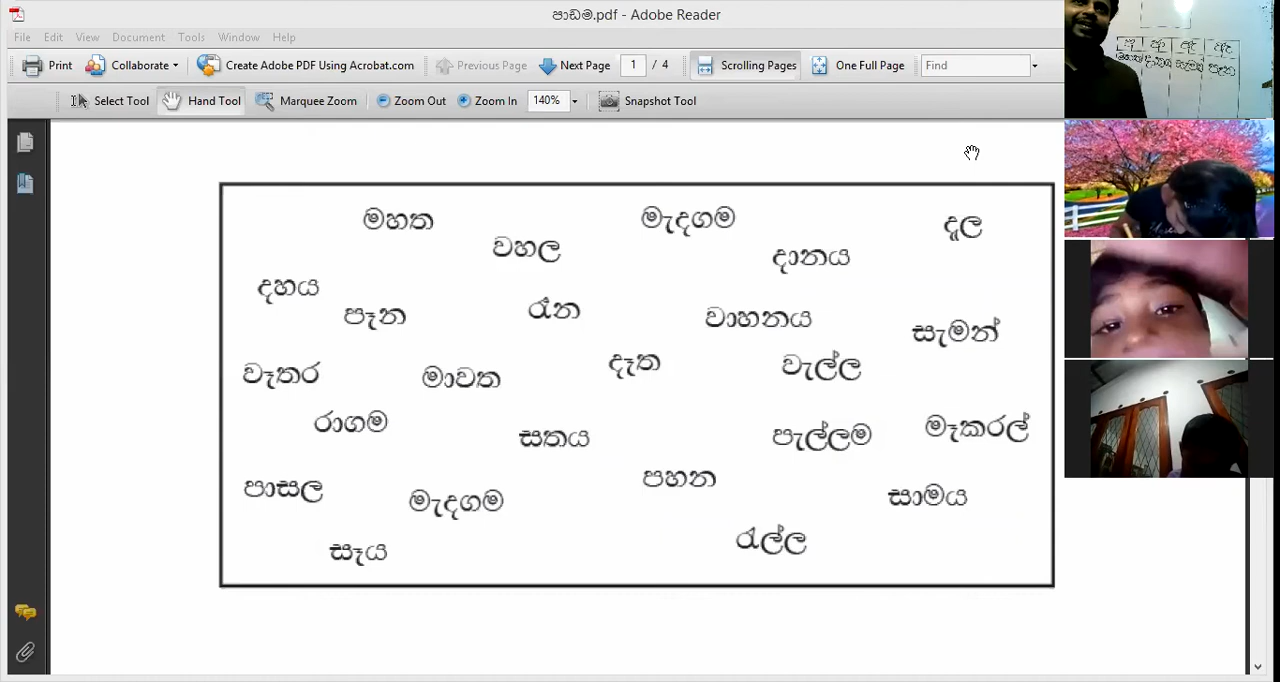 පාඩම.pdf - Adobe Reader
File Edit View Document Tools Window Help
Print Collaborate Create Adobe PDF Using Acrobat.com Previous Page Next Page 1 / 4 Scrolling Pages One Full Page Find
Select Tool Hand Tool Marquee Zoom Zoom Out Zoom In 140% Snapshot Tool
මහත මැදගම දූල
වහල දානය
දහය
පෑන රෑන වාහනය සැමන්
වෑතර මාවත දෑත වැල්ල
රාගම සතය පැල්ලම මෑකරල්
පහන
පාසල මැදගම සාමය
සෑය රැල්ල
අ ආ ඇ ඈ
දානය සැමන් පෑන